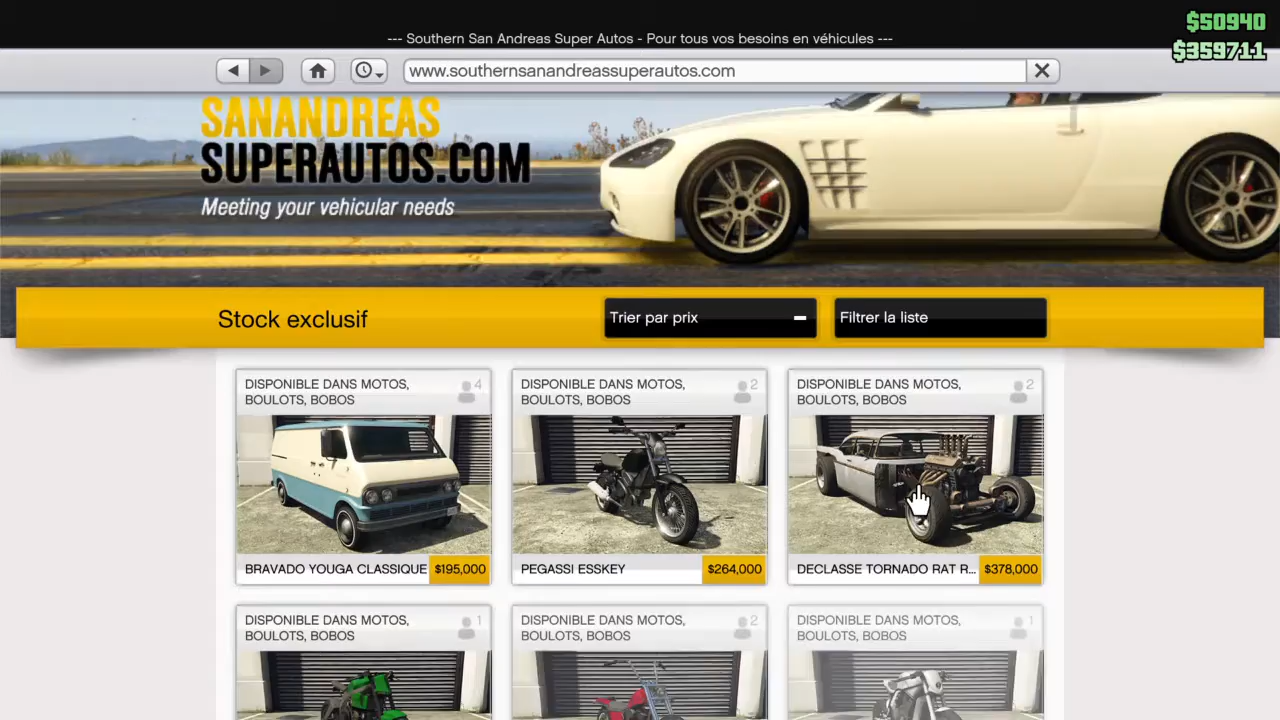 $50940
--- Southern San Andreas Super Autos - Pour tous vos besoins en véhicules ---
$359711
www.southernsanandreassuperautos.com
SANANDREAS
SUPERAUTOS.COM
Meeting your vehicular needs
Stock exclusif
Trier par prix
Filtrer la liste
DISPONIBLE DANS MOTOS,
BOULOTS, BOBOS
4
DISPONIBLE DANS MOTOS,
BOULOTS, BOBOS
2
DISPONIBLE DANS MOTOS,
BOULOTS, BOBOS
2
BRAVADO YOUGA CLASSIQUE
$195,000
PEGASSI ESSKEY
$264,000
DECLASSE TORNADO RAT R...
$378,000
DISPONIBLE DANS MOTOS,
BOULOTS, BOBOS
1
DISPONIBLE DANS MOTOS,
BOULOTS, BOBOS
2
DISPONIBLE DANS MOTOS,
BOULOTS, BOBOS
1